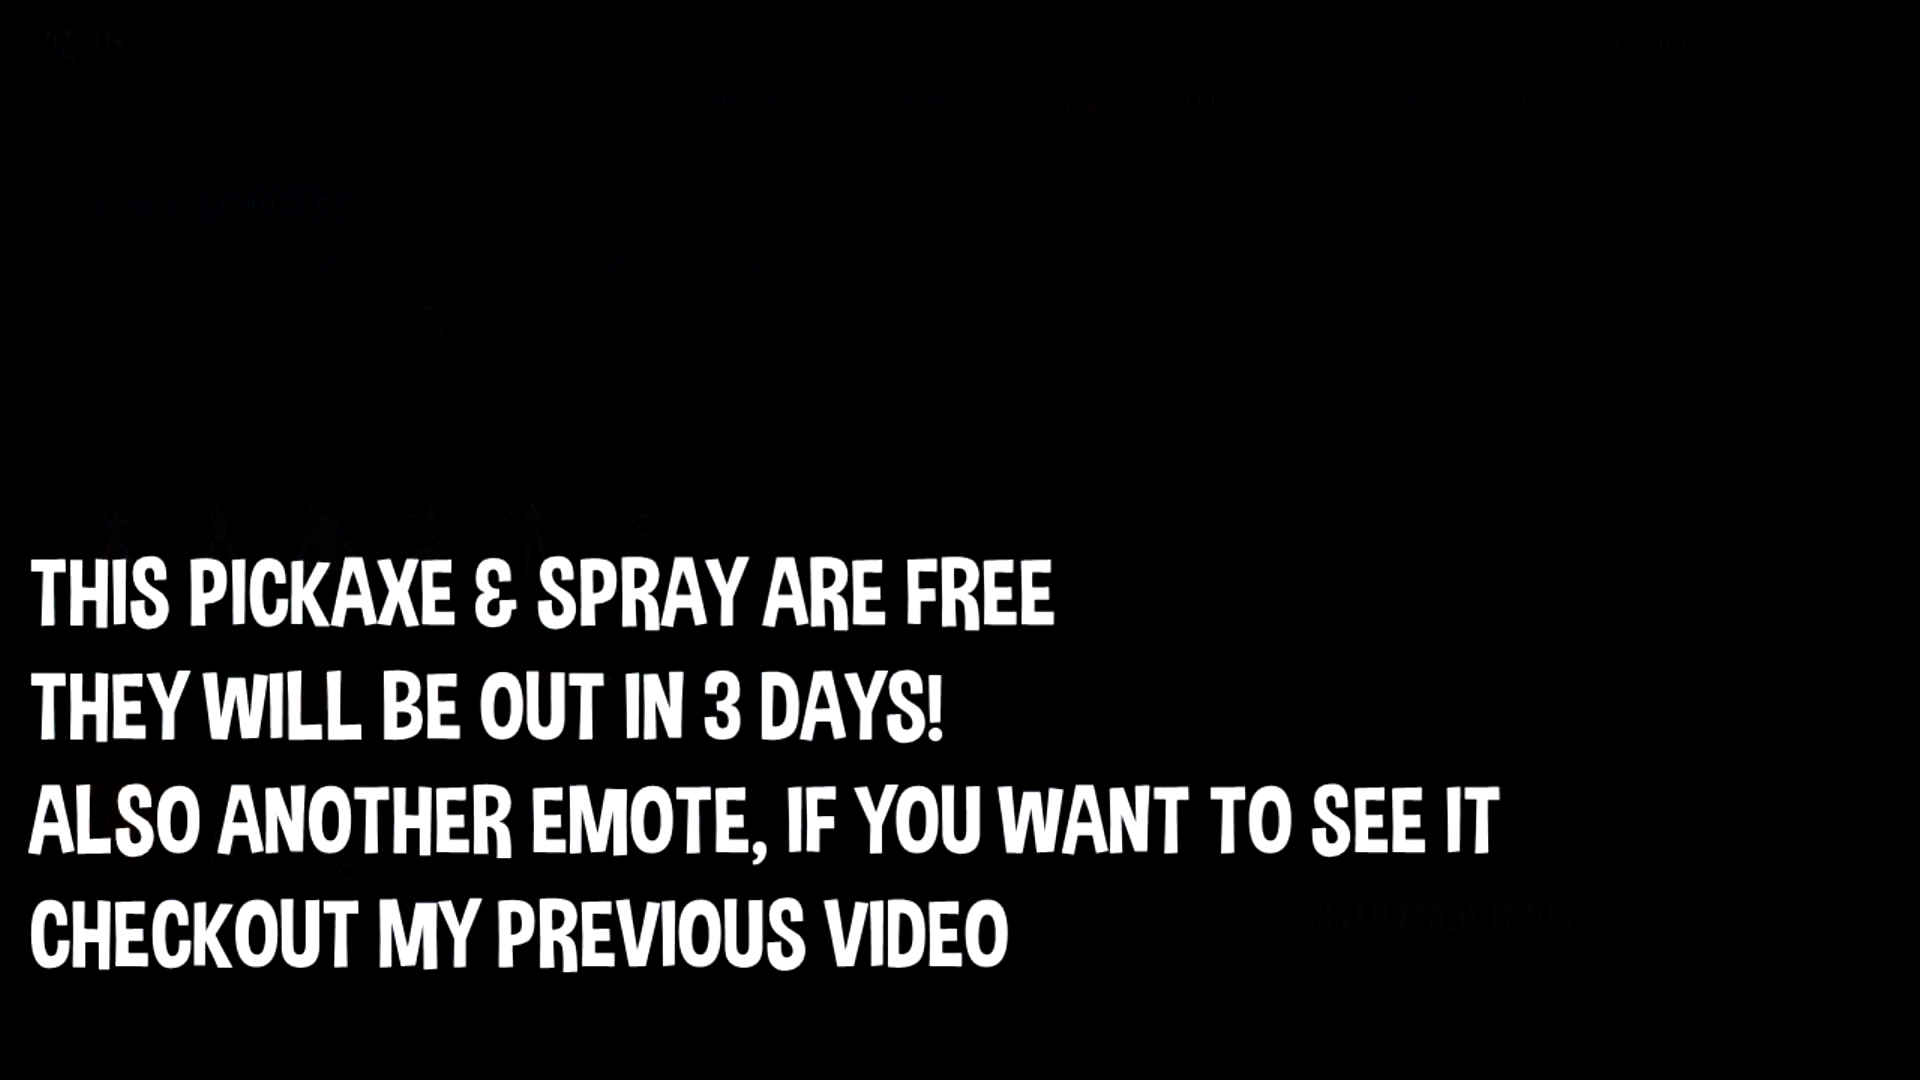 THIS PICKAXE & SPRAY ARE FREE
THEY WILL BE OUT IN 3 DAYS!
ALSO ANOTHER EMOTE, IF YOU WANT TO SEE IT
CHECKOUT MY PREVIOUS VIDEO